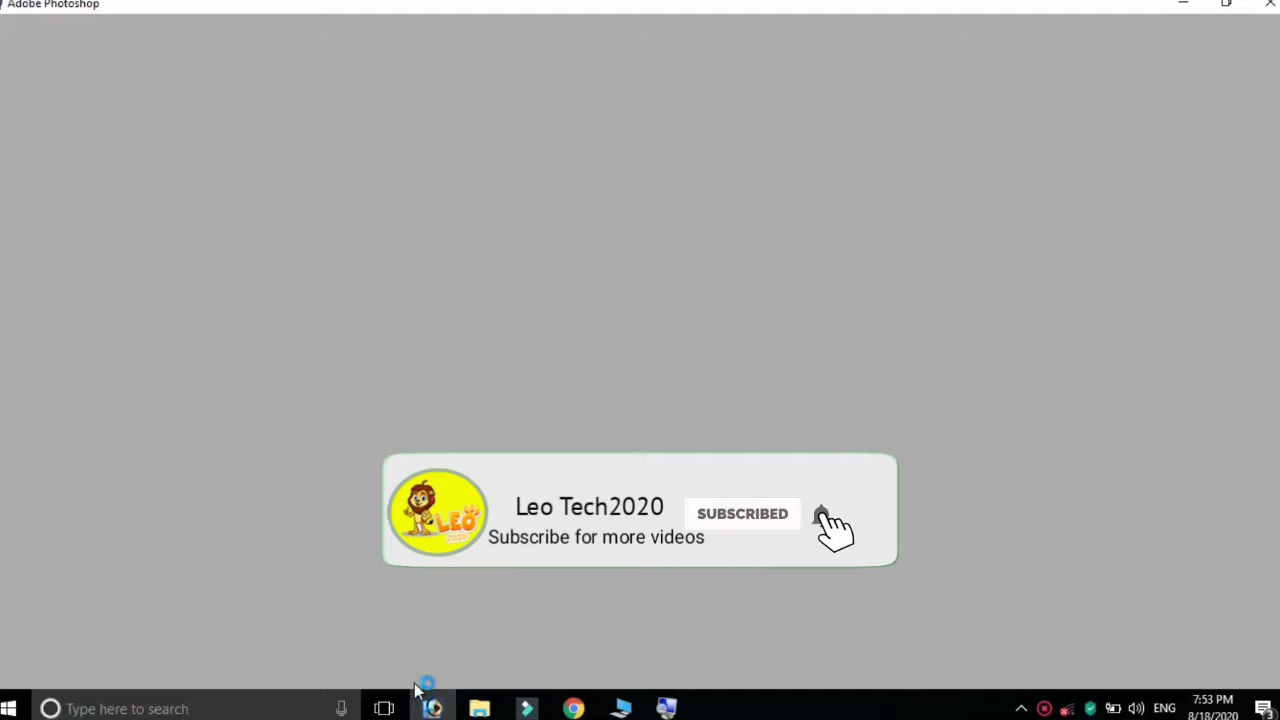 Adobe Photoshop
Leo Tech2020
SUBSCRIBED
Subscribe for more videos
LEO
2020
Type here to search
ENG
7:53 PM
8/18/2020